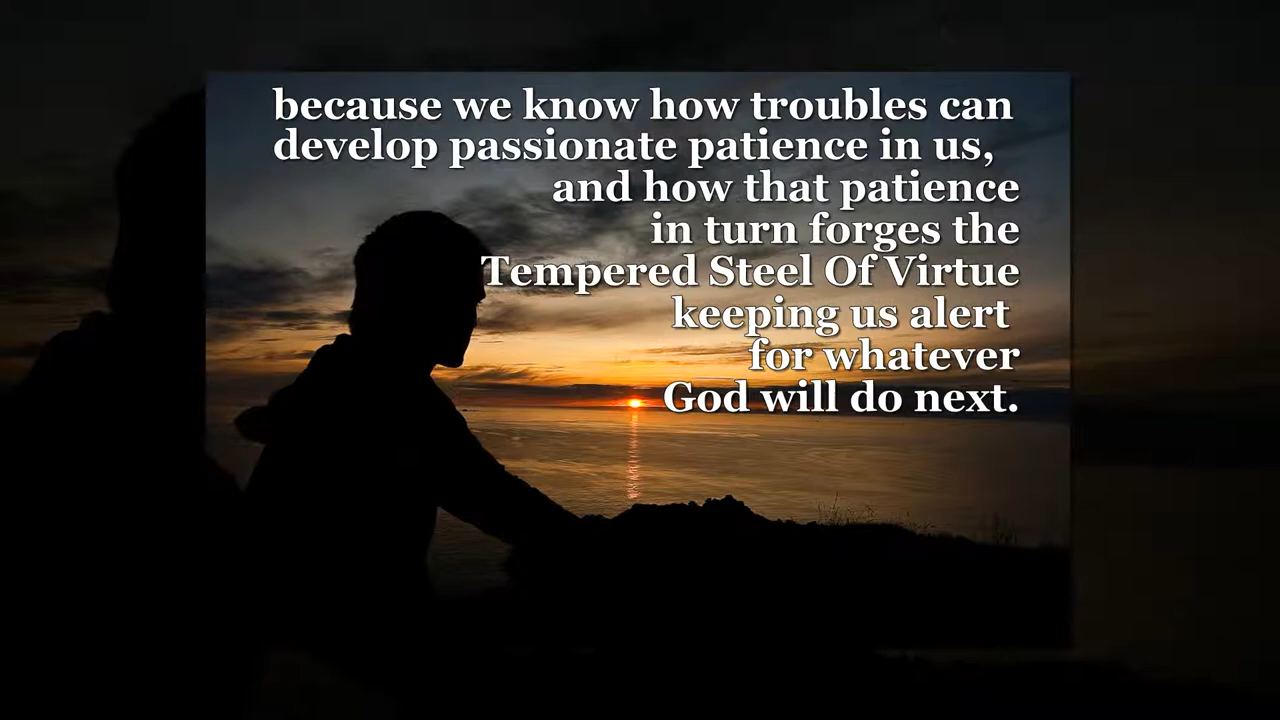 because we know how troubles can
develop passionate patience in us,
and how that patience
in turn forges the
Tempered Steel Of Virtue
keeping us alert
for whatever
God will do next.